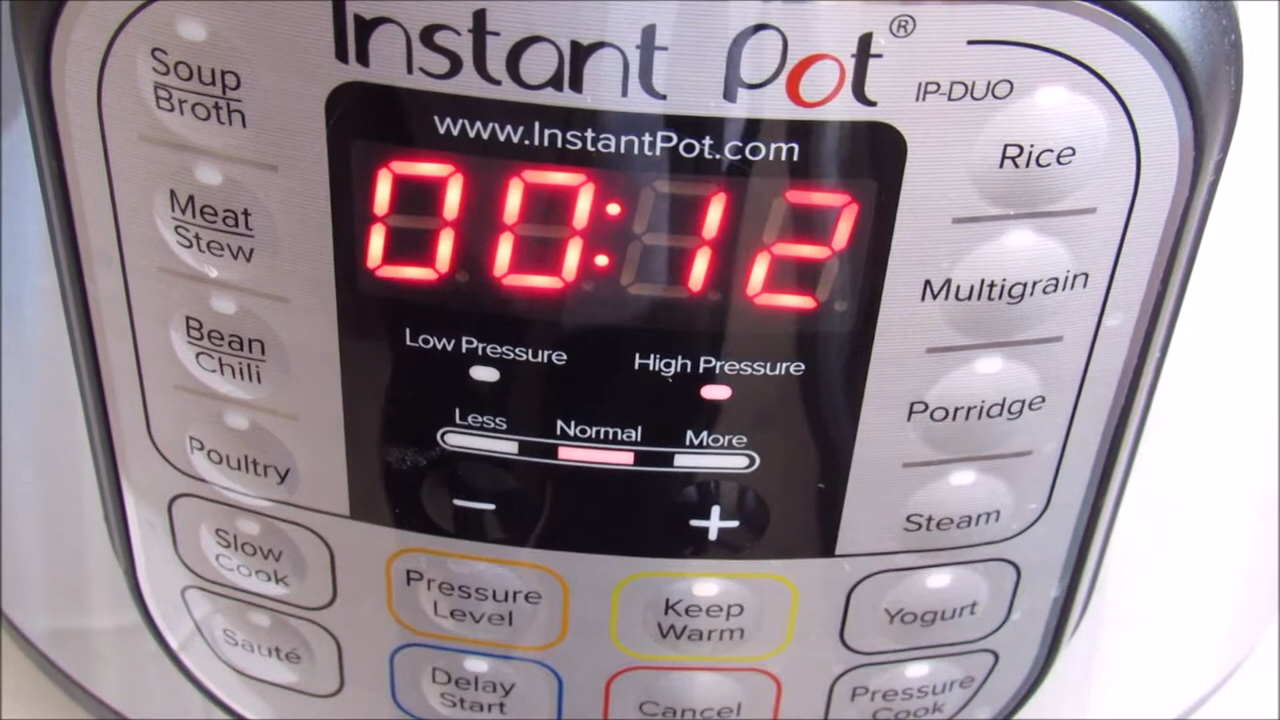 Instant Pot®
IP-DUO
www.InstantPot.com
00:12
Low Pressure
High Pressure
Less
Normal
More
−
+
Soup
Broth
Meat
Stew
Bean
Chili
Poultry
Slow
Cook
Sauté
Rice
Multigrain
Porridge
Steam
Pressure
Level
Keep
Warm
Yogurt
Delay
Start
Cancel
Pressure
Cook